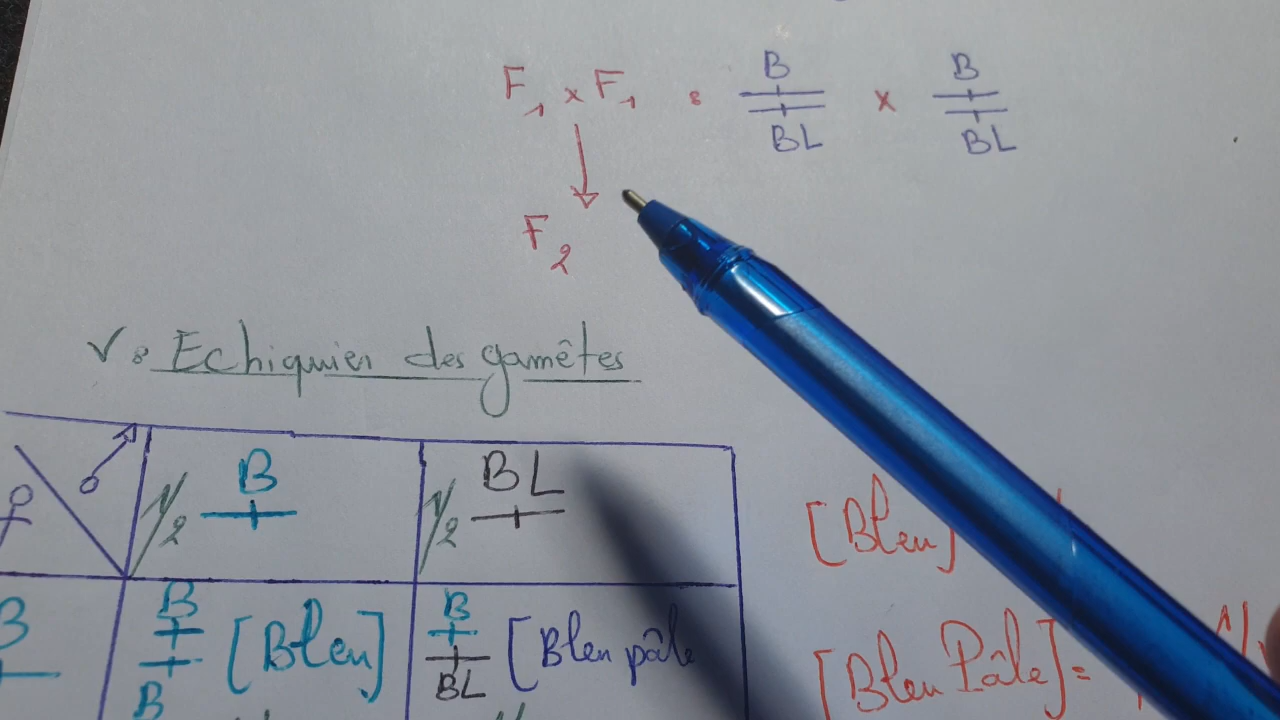 B B
F1 x F1 : x
BL BL
F2
V: Echiquier des gamêtes
1/2 B 1/2 BL
B B B
[Bleu] [Bleu pâle
B BL
[Bleu]
[Bleu Pâle] =